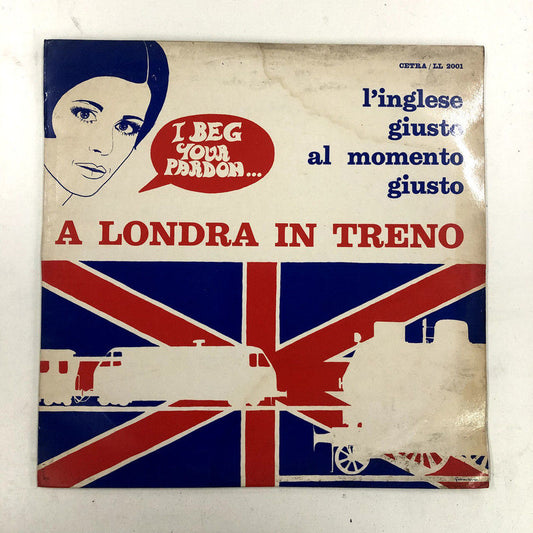 CETRA / LL 2001
l'inglese
giusto
al momento
giusto
I BEG
YOUR
PARDON...
A LONDRA IN TRENO